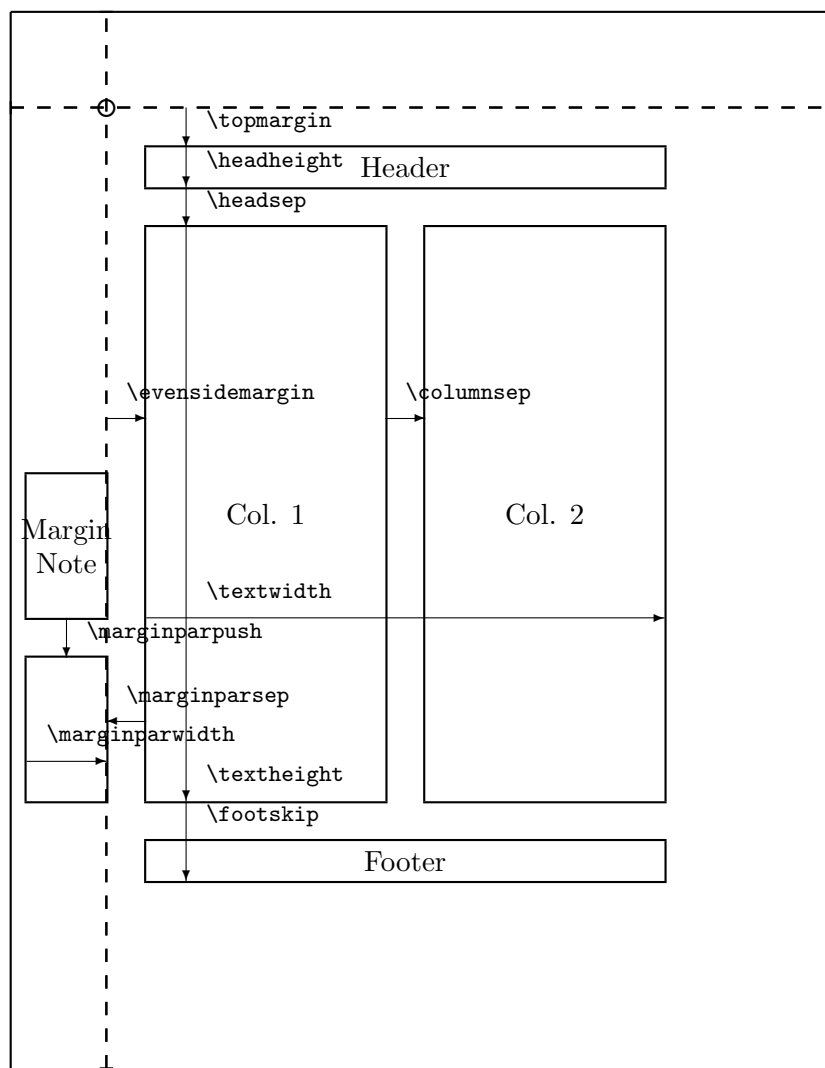 \topmargin
\headheight
Header
\headsep
\evensidemargin
\columnsep
Margin
Note
Col. 1
Col. 2
\textwidth
\marginparpush
\marginparsep
\marginparwidth
\textheight
\footskip
Footer